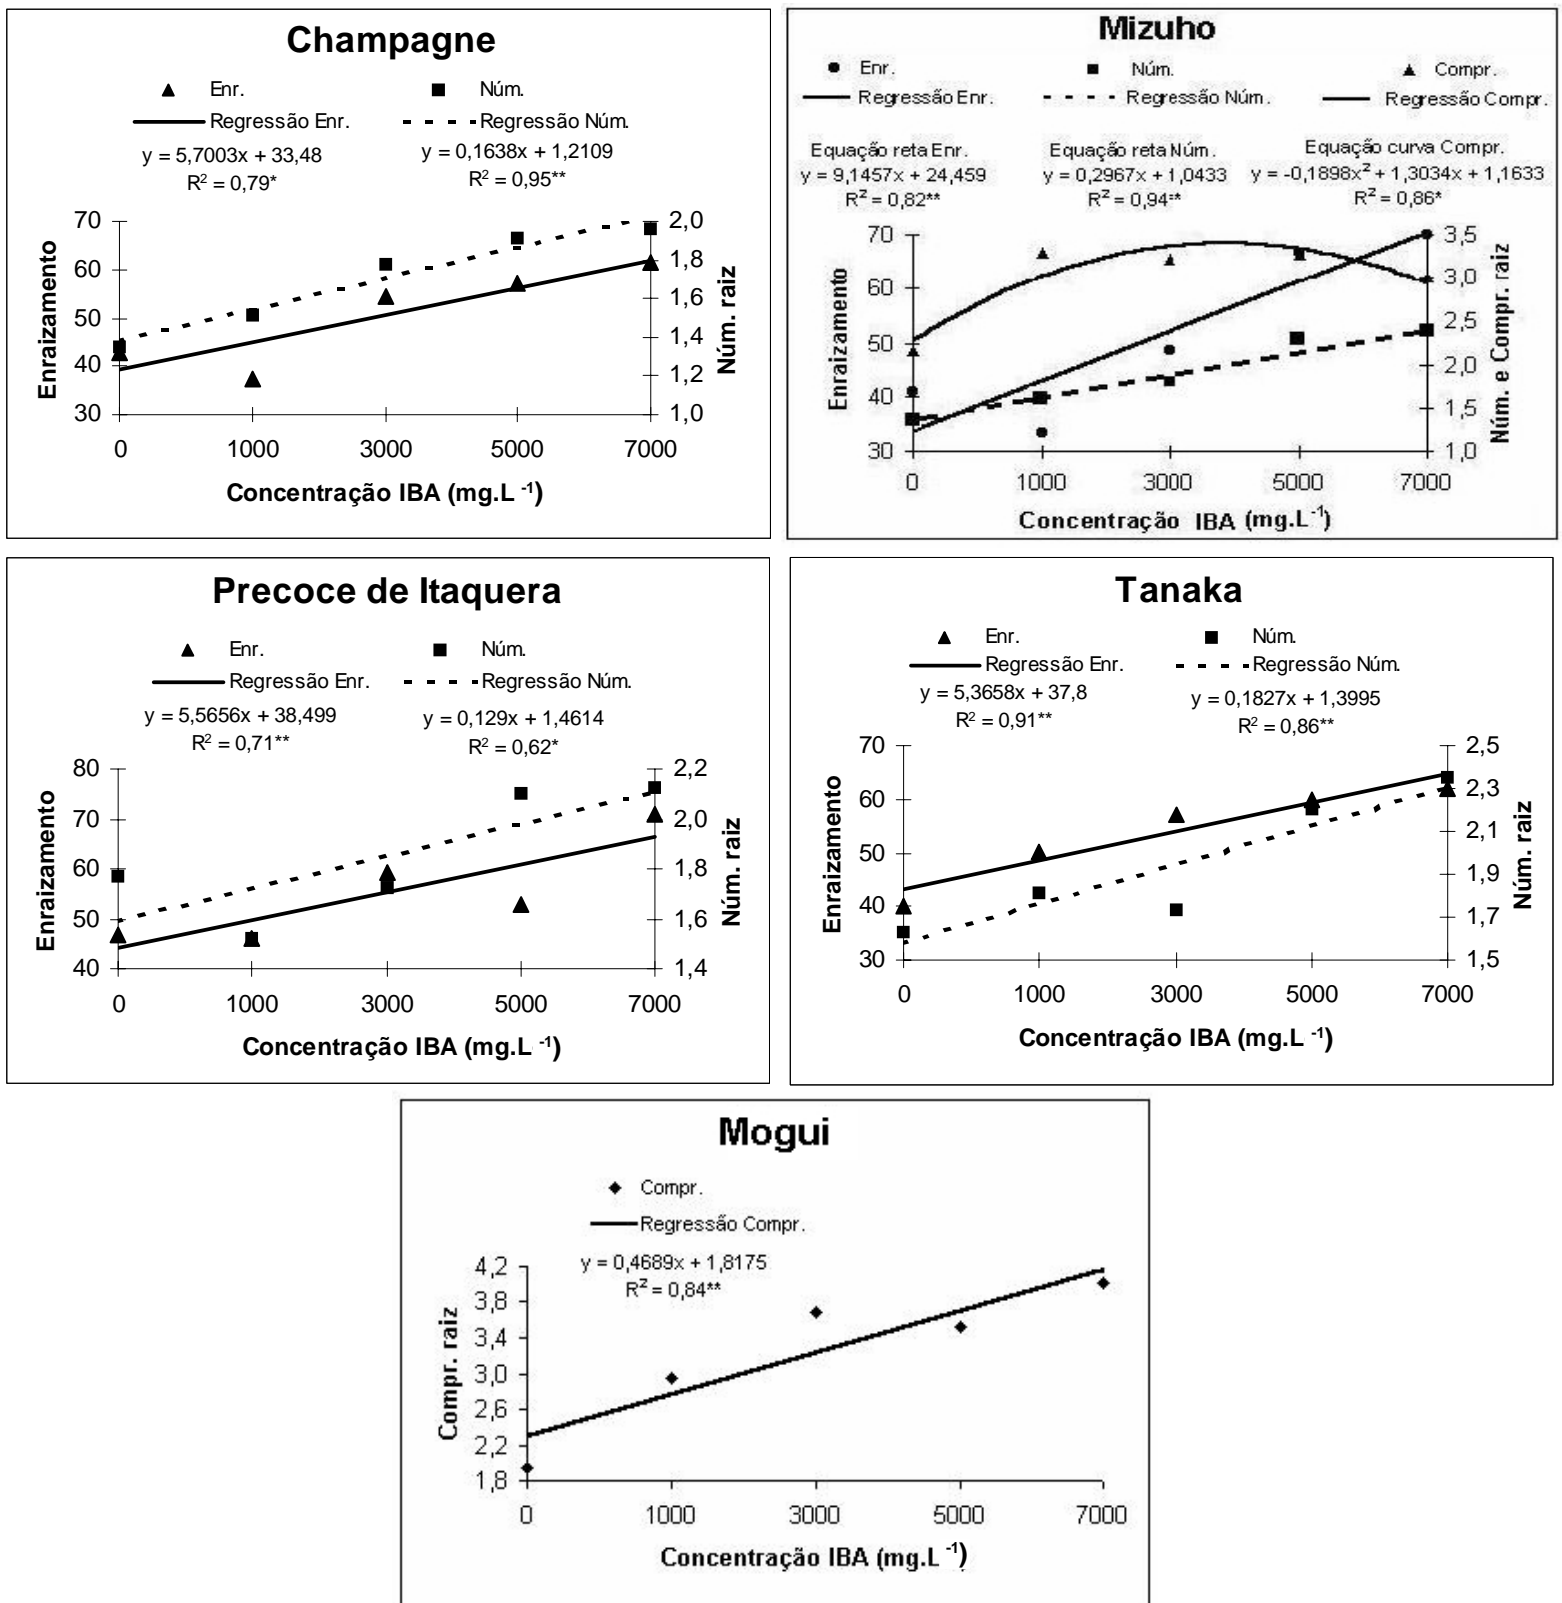 Champagne
Enr. Núm.
Regressão Enr. Regressão Núm.
y = 5,7003x + 33,48 y = 0,1638x + 1,2109
R² = 0,79* R² = 0,95**
70 2,0
60 1,8
1,6
50 1,4
40 1,2
30 1,0
Enraizamento
Núm. raiz
0 1000 3000 5000 7000
Concentração IBA (mg.L -1)
Mizuho
Enr. Núm. Compr.
Regressão Enr. Regressão Núm. Regressão Compr.
Equação reta Enr. Equação reta Núm. Equação curva Compr.
y = 9,1457x + 24,459 y = 0,2967x + 1,0433 y = -0,1898x² + 1,3034x + 1,1633
R² = 0,82** R² = 0,94** R² = 0,86*
70 3,5
60 3,0
2,5
50 2,0
40 1,5
30 1,0
Enraizamento
Núm. e Compr. raiz
0 1000 3000 5000 7000
Concentração IBA (mg.L-1)
Precoce de Itaquera
Enr. Núm.
Regressão Enr. Regressão Núm.
y = 5,5656x + 38,499 y = 0,129x + 1,4614
R² = 0,71** R² = 0,62*
80 2,2
70 2,0
60 1,8
50 1,6
40 1,4
Enraizamento
Núm. raiz
0 1000 3000 5000 7000
Concentração IBA (mg.L -1)
Tanaka
Enr. Núm.
Regressão Enr. Regressão Núm.
y = 5,3658x + 37,8 y = 0,1827x + 1,3995
R² = 0,91** R² = 0,86**
70 2,5
60 2,3
2,1
50 1,9
40 1,7
30 1,5
Enraizamento
Núm. raiz
0 1000 3000 5000 7000
Concentração IBA (mg.L -1)
Mogui
Compr.
Regressão Compr.
y = 0,4689x + 1,8175
R² = 0,84**
4,2
3,8
3,4
3,0
2,6
2,2
1,8
Compr. raiz
0 1000 3000 5000 7000
Concentração IBA (mg.L -1)